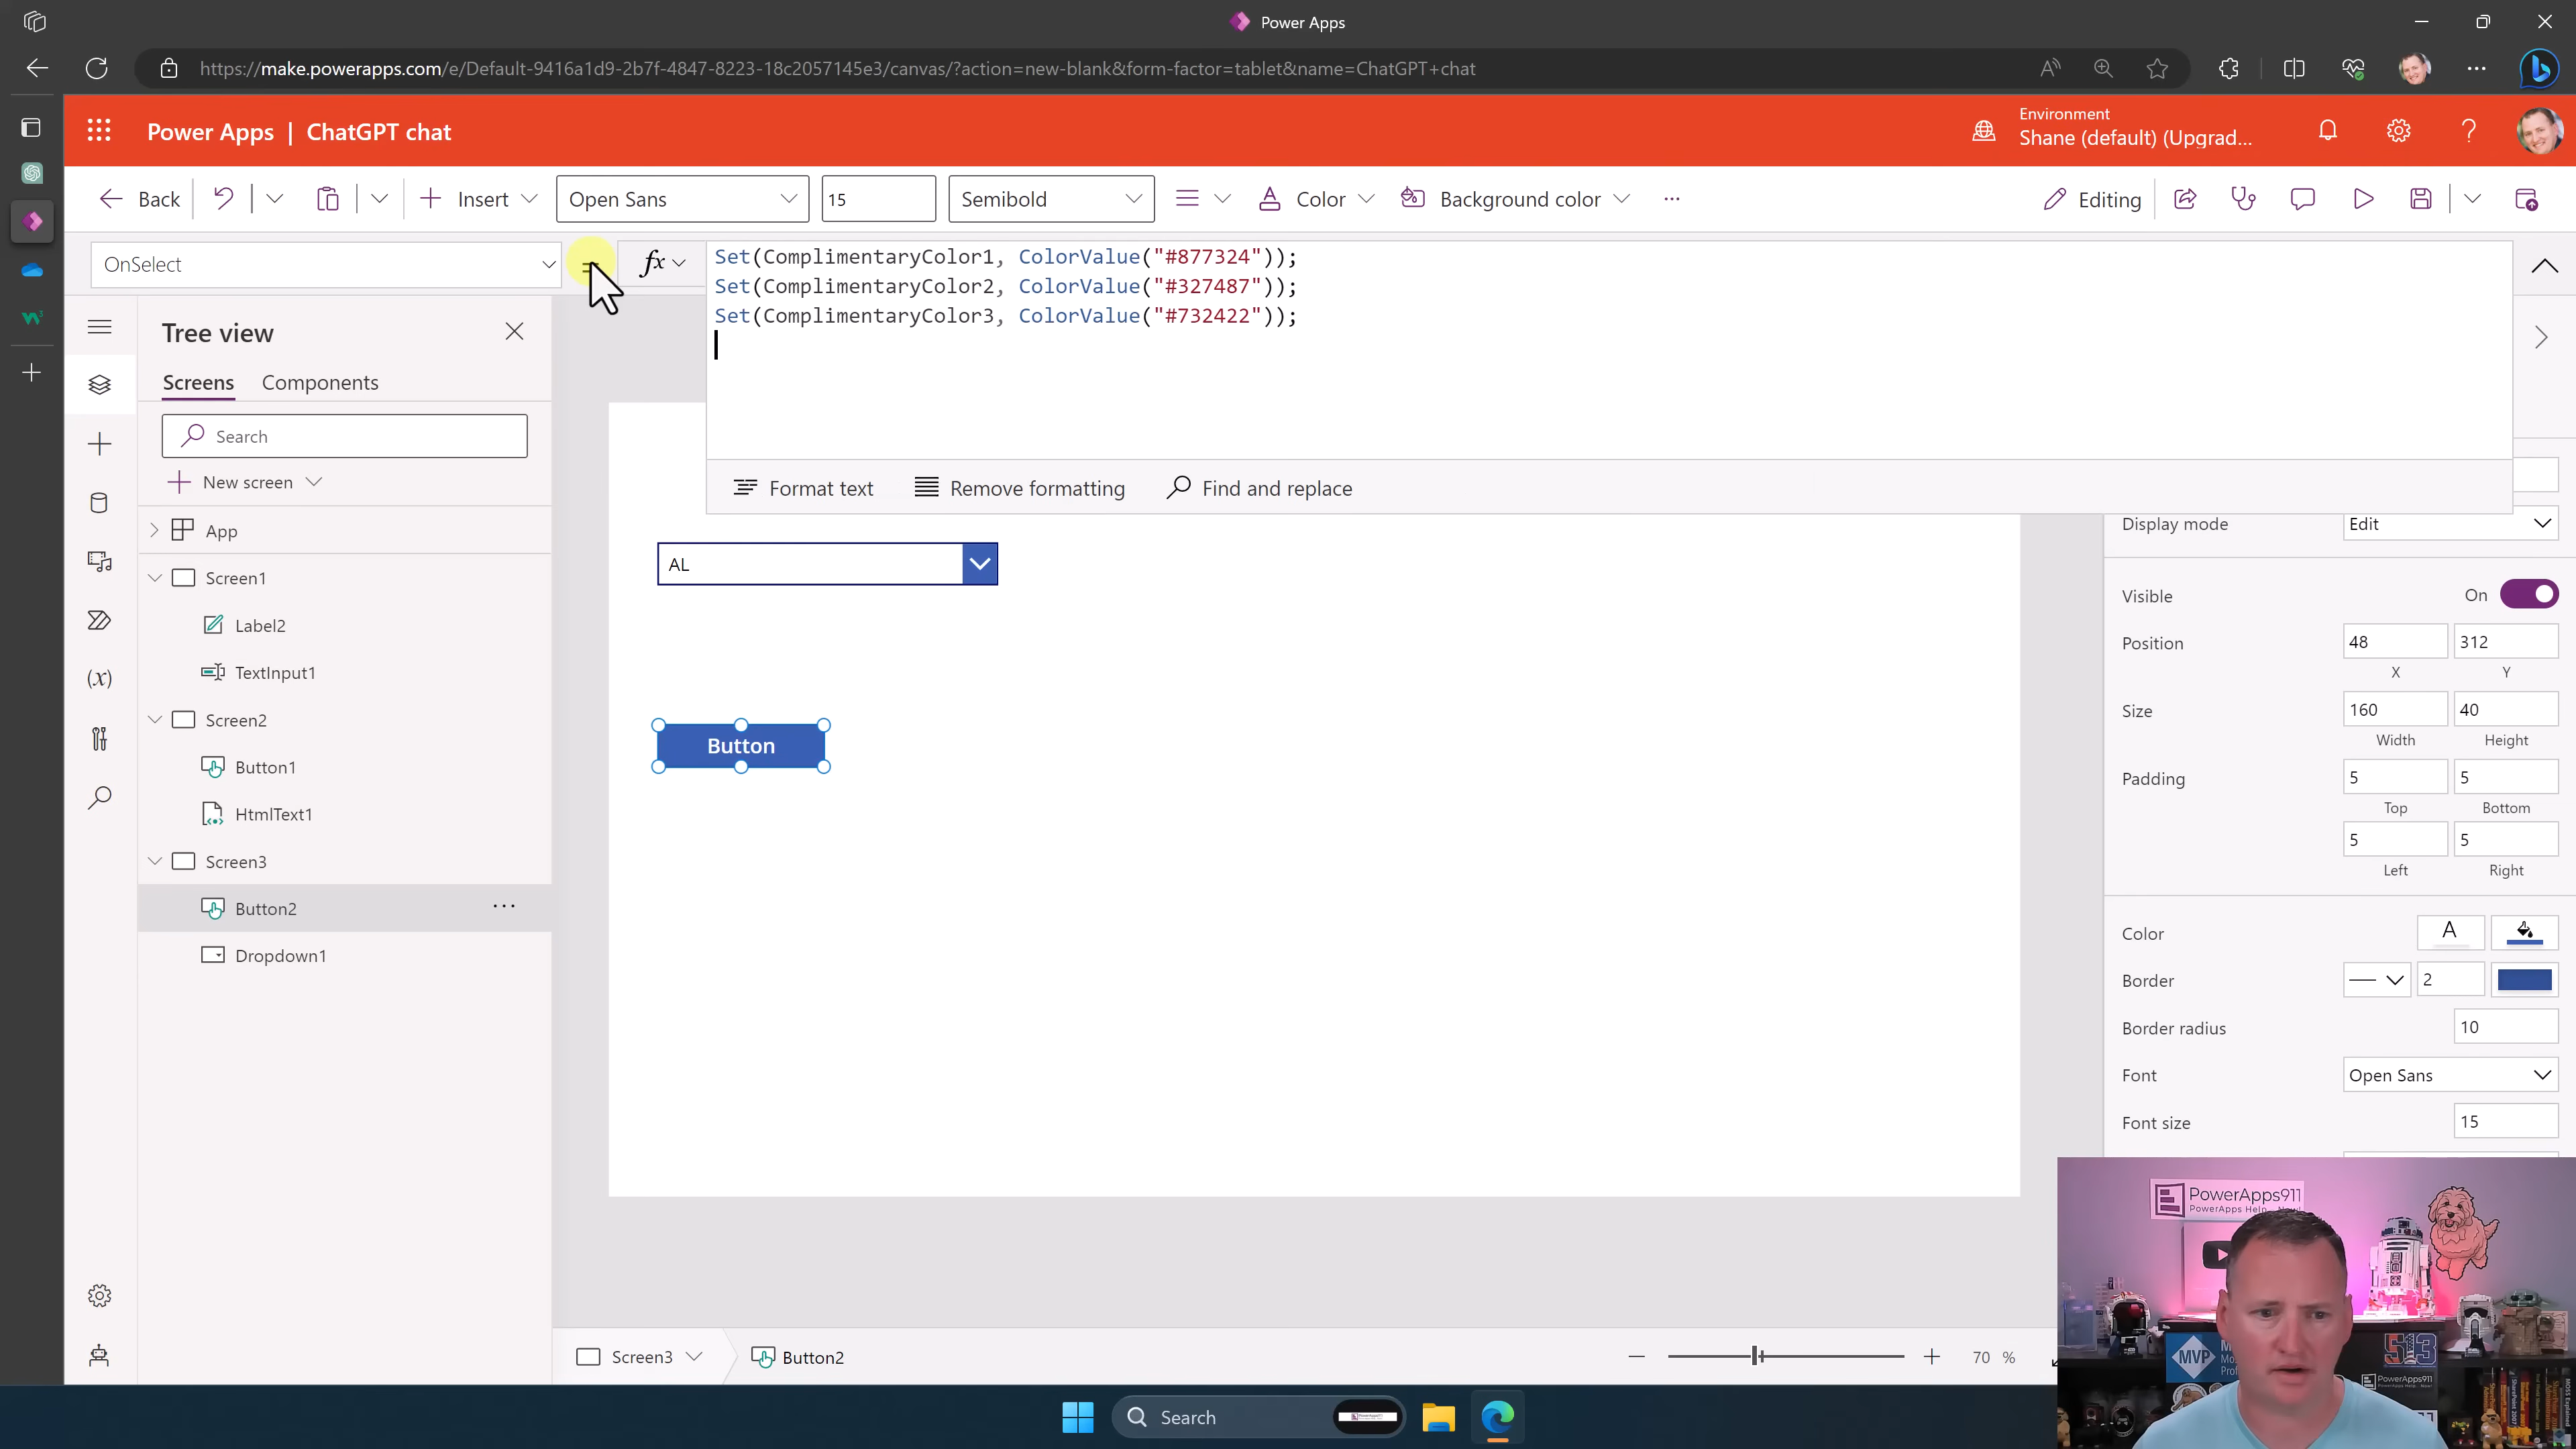 Power Apps
https://make.powerapps.com/e/Default-9416a1d9-2b7f-4847-8223-18c2057145e3/canvas/?action=new-blank&form-factor=tablet&name=ChatGPT+chat
Power Apps | ChatGPT chat
Environment
Shane (default) (Upgrad...
Back
Insert
Open Sans
15
Semibold
Color
Background color
Editing
OnSelect
=
fx
Set(ComplimentaryColor1, ColorValue("#877324"));
Set(ComplimentaryColor2, ColorValue("#327487"));
Set(ComplimentaryColor3, ColorValue("#732422"));
Format text
Remove formatting
Find and replace
Tree view
Screens
Components
Search
New screen
App
Screen1
Label2
TextInput1
Screen2
Button1
HtmlText1
Screen3
Button2
Dropdown1
AL
Button
Display mode
Edit
Visible
On
Position
48
312
X
Y
Size
160
40
Width
Height
Padding
5
5
Top
Bottom
5
5
Left
Right
Color
A
Border
2
Border radius
10
Font
Open Sans
Font size
15
Screen3
Button2
70 %
PowerApps911
PowerApps Help... Now!
MVP
513
Search